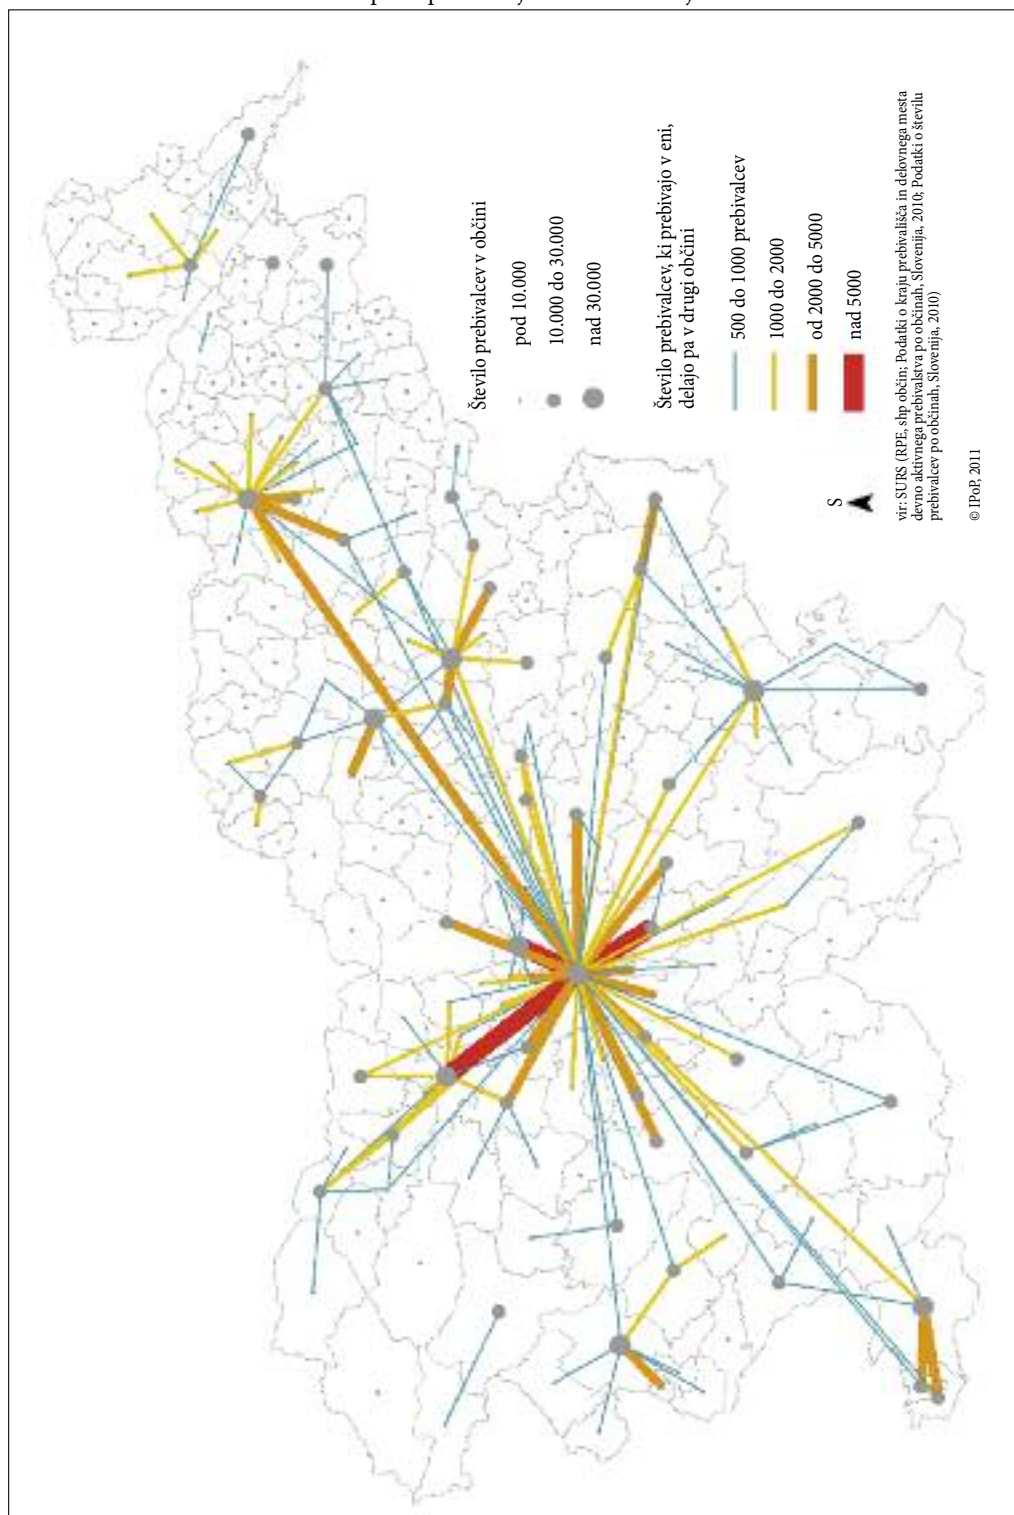 Število prebivalcev v občini
pod 10.000
10.000 do 30.000
nad 30.000
Število prebivalcev, ki prebivajo v eni,
delajo pa v drugi občini
500 do 1000 prebivalcev
1000 do 2000
od 2000 do 5000
nad 5000
S
vir: SURS (RPE, shp občin; Podatki o kraju prebivališča in delovnega mesta
devno aktivnega prebivalstva po občinah, Slovenija, 2010; Podatki o številu
prebivalcev po občinah, Slovenija, 2010)
© IPoP, 2011